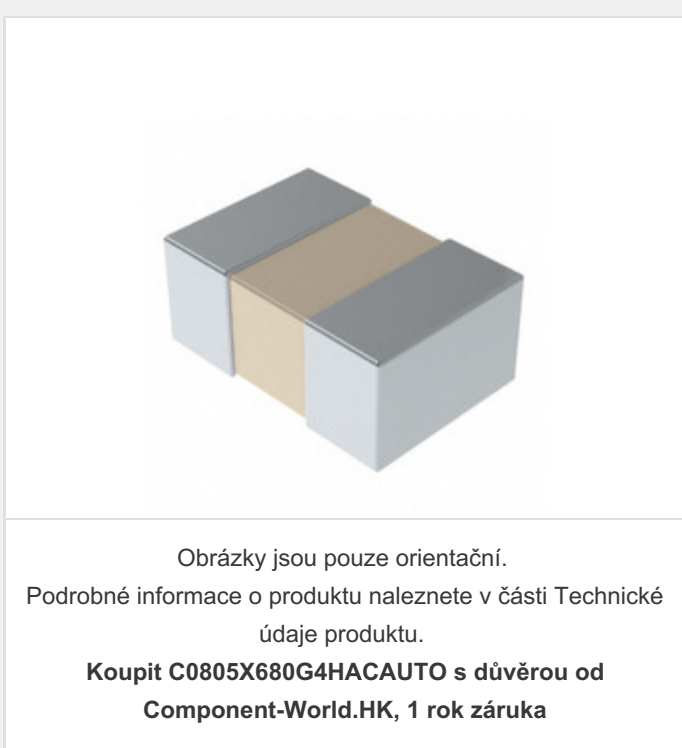 Obrázky jsou pouze orientační.
Podrobné informace o produktu naleznete v části Technické
údaje produktu.
Koupit C0805X680G4HACAUTO s důvěrou od
Component-World.HK, 1 rok záruka